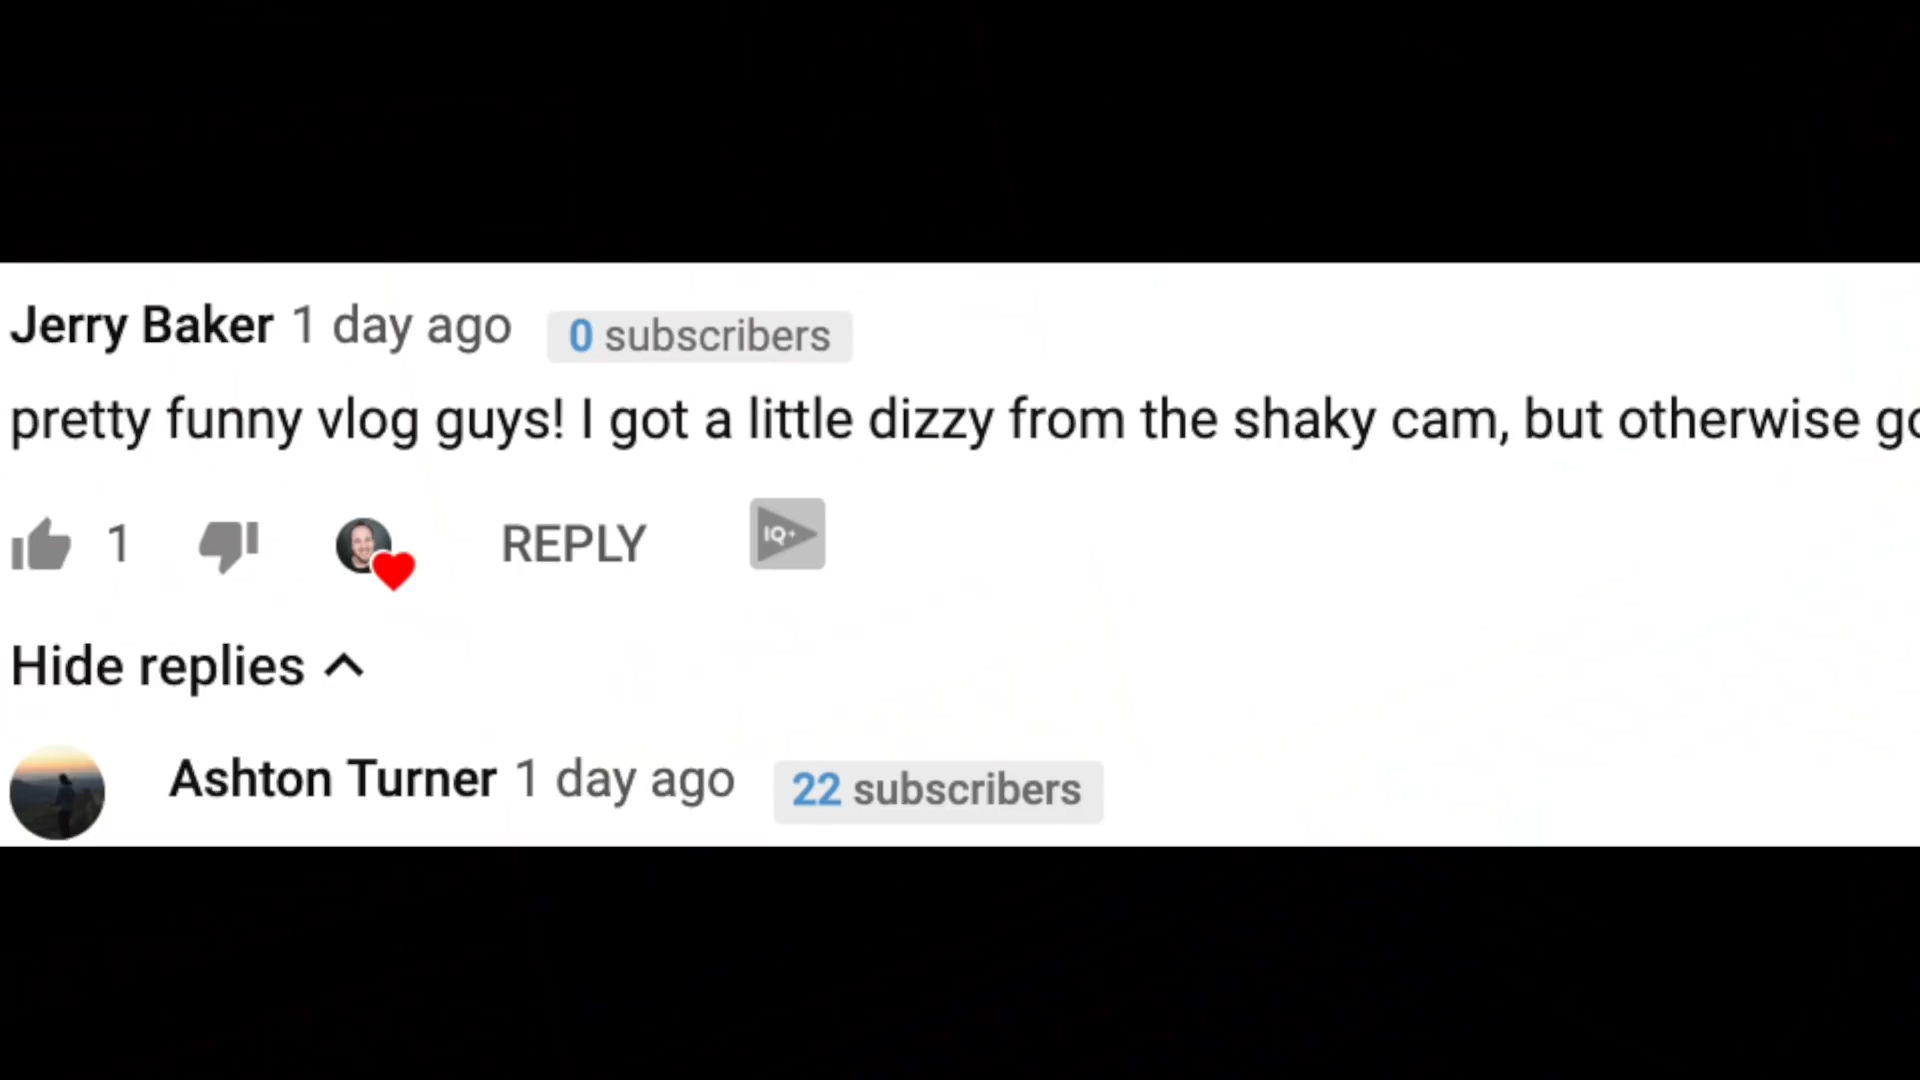 Jerry Baker 1 day ago 0 subscribers
pretty funny vlog guys! I got a little dizzy from the shaky cam, but otherwise
1 REPLY IQ+
Hide replies
Ashton Turner 1 day ago 22 subscribers